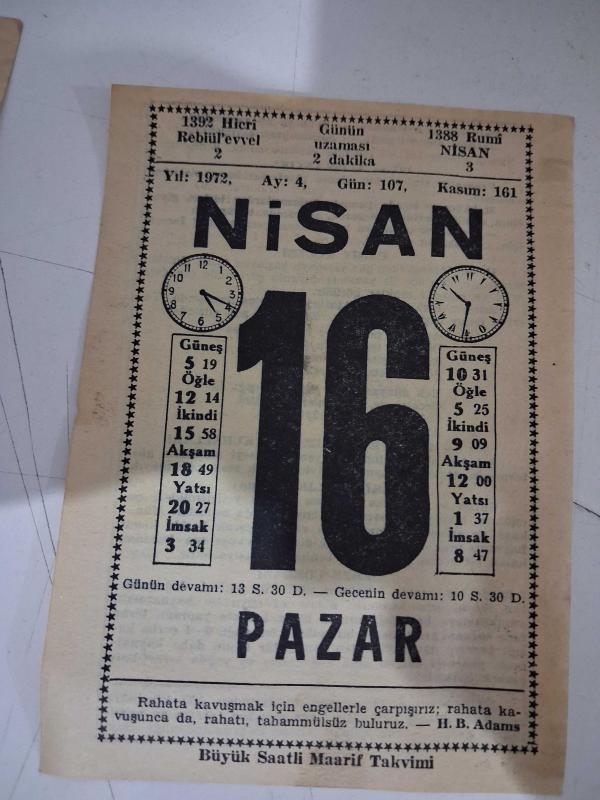 1392 Hicrî
Rebiül'evvel
2
Günün
uzaması
2 dakika
1388 Rumî
NİSAN
3
Yıl: 1972, Ay: 4, Gün: 107, Kasım: 161
NiSAN
16
Güneş
5 19
Öğle
12 14
İkindi
15 58
Akşam
18 49
Yatsı
20 27
İmsak
3 34
Güneş
10 31
Öğle
5 25
İkindi
9 09
Akşam
12 00
Yatsı
1 37
İmsak
8 47
Günün devamı: 13 S. 30 D. — Gecenin devamı: 10 S. 30 D.
PAZAR
Rahata kavuşmak için engellerle çarpışırız; rahata ka-
vuşunca da, rahatı, tahammülsüz buluruz. — H. B. Adams
Büyük Saatli Maarif Takvimi